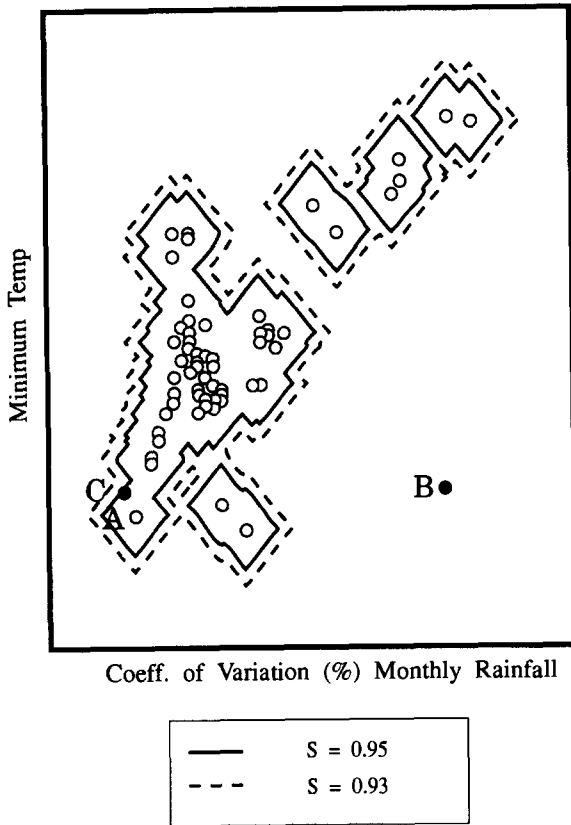 Minimum Temp
C
A
B
Coeff. of Variation (%) Monthly Rainfall
S = 0.95
S = 0.93